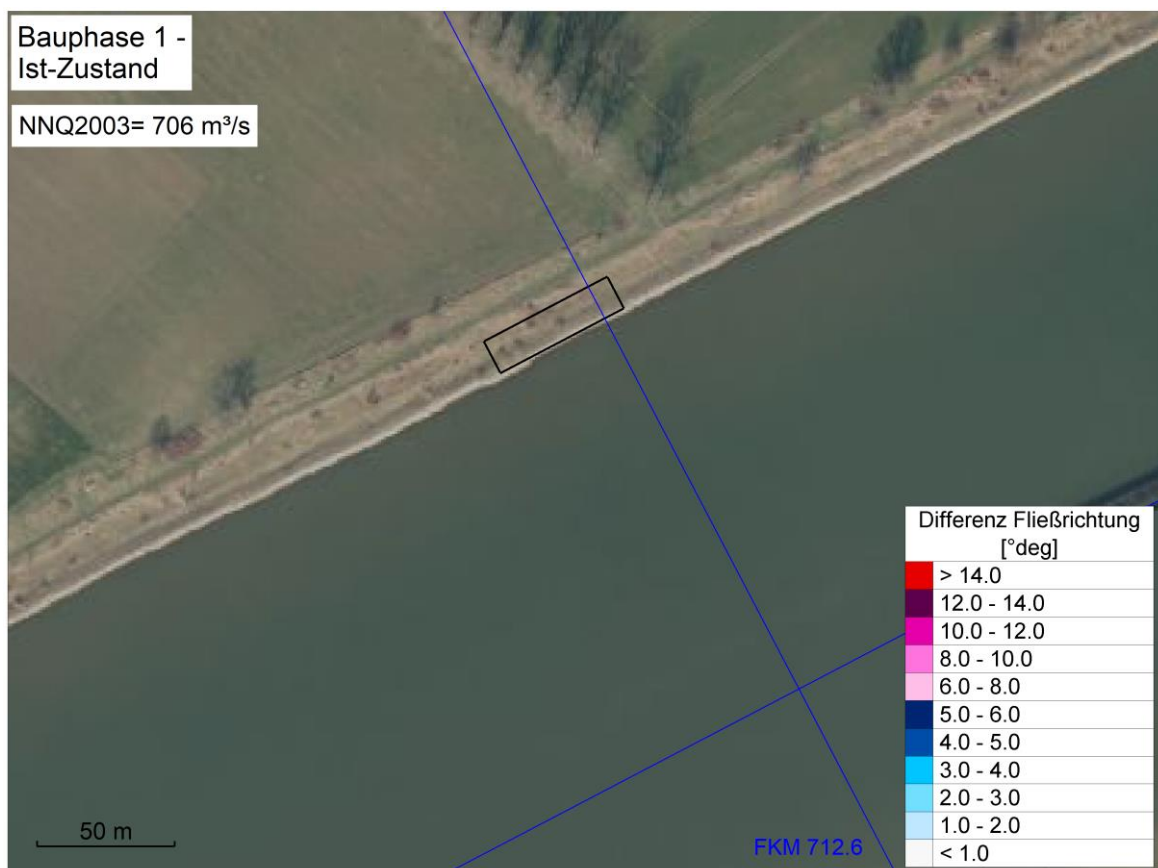 Bauphase 1 -
Ist-Zustand
NNQ2003= 706 m³/s
Differenz Fließrichtung
[°deg]
> 14.0
12.0 - 14.0
10.0 - 12.0
8.0 - 10.0
6.0 - 8.0
5.0 - 6.0
4.0 - 5.0
3.0 - 4.0
2.0 - 3.0
1.0 - 2.0
< 1.0
50 m
FKM 712.6